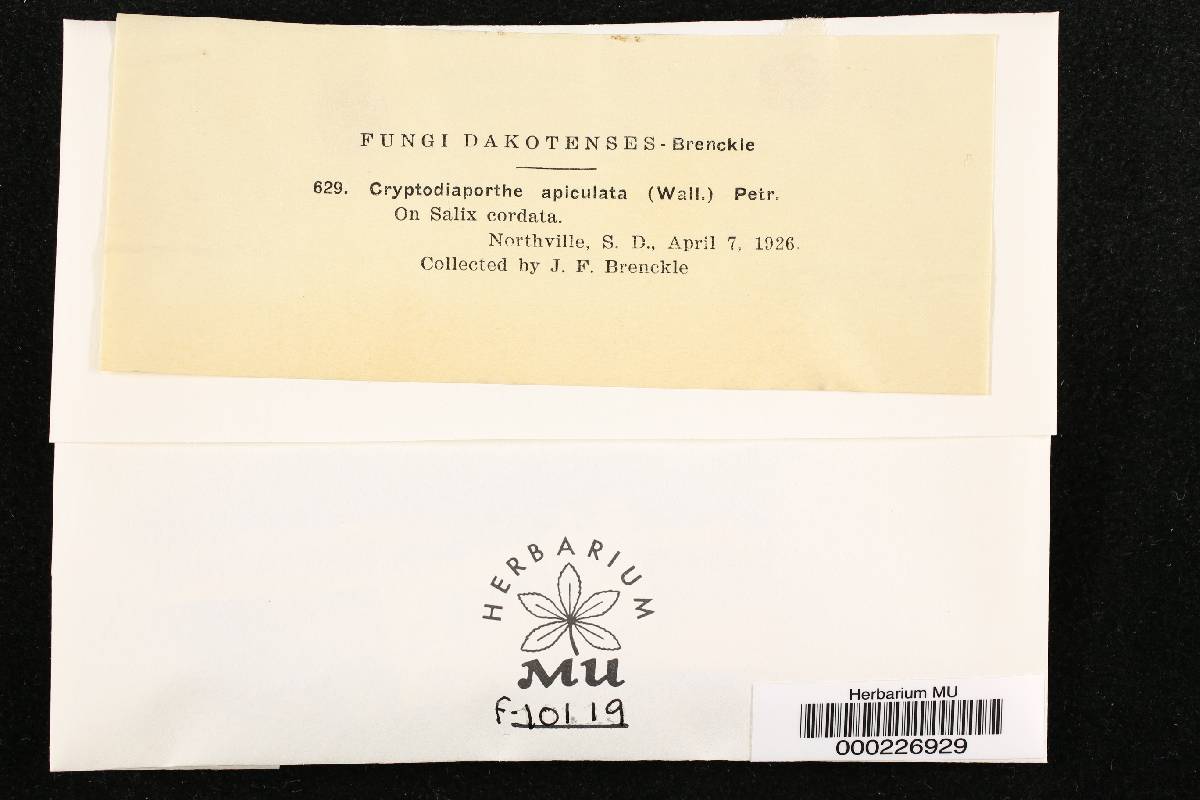 FUNGI DAKOTENSES - Brenckle
629. Cryptodiaporthe apiculata (Wall.) Petr.
On Salix cordata.
Northville, S. D., April 7, 1926.
Collected by J. F. Brenckle
HERBARIUM
MU
F-10119
Herbarium MU
000226929